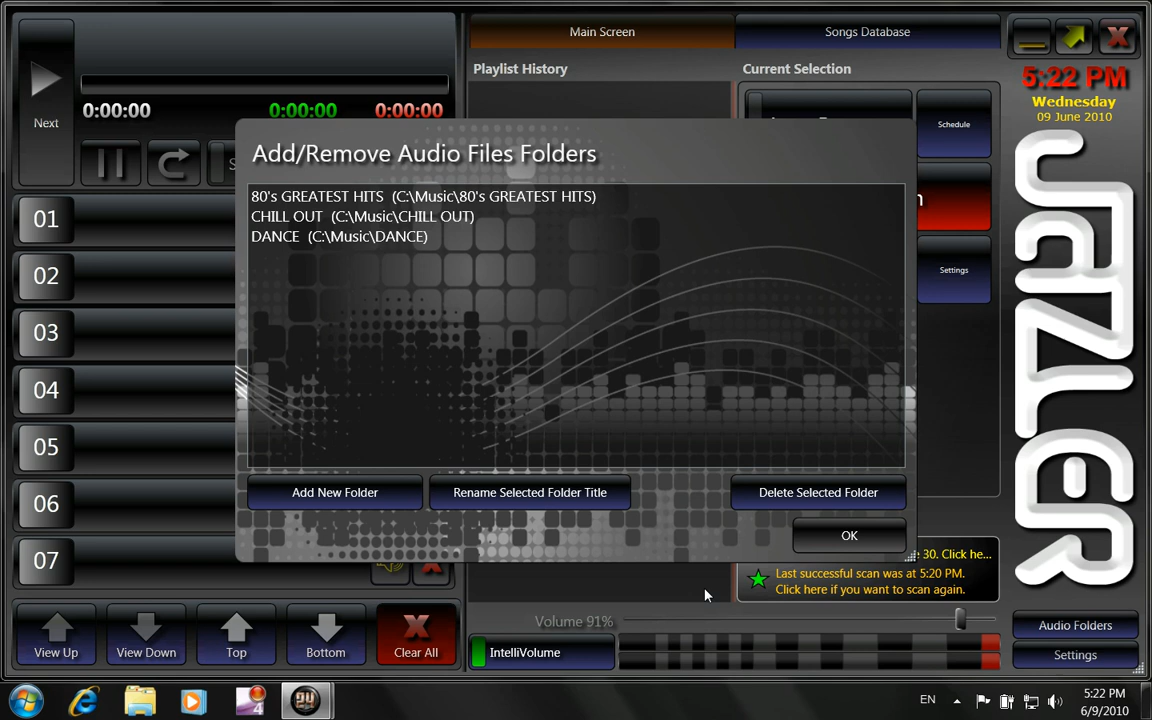 Main Screen
Songs Database
Next
0:00:00
0:00:00
0:00:00
Playlist History
Current Selection
Schedule
Settings
5:22 PM
Wednesday
09 June 2010
JAZLER
Add/Remove Audio Files Folders
80's GREATEST HITS (C:\Music\80's GREATEST HITS)
CHILL OUT (C:\Music\CHILL OUT)
DANCE (C:\Music\DANCE)
Add New Folder
Rename Selected Folder Title
Delete Selected Folder
OK
01
02
03
04
05
06
07
30. Click he...
Last successful scan was at 5:20 PM.
Click here if you want to scan again.
View Up
View Down
Top
Bottom
Clear All
Volume 91%
IntelliVolume
Audio Folders
Settings
EN
5:22 PM
6/9/2010